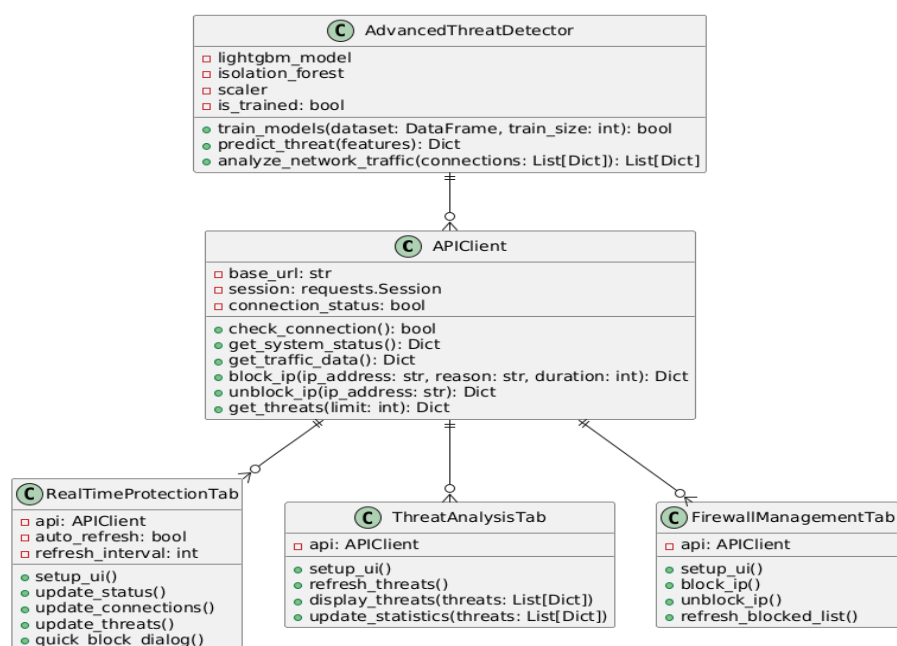 C AdvancedThreatDetector
lightgbm_model
isolation_forest
scaler
is_trained: bool
train_models(dataset: DataFrame, train_size: int): bool
predict_threat(features): Dict
analyze_network_traffic(connections: List[Dict]): List[Dict]
C APIClient
base_url: str
session: requests.Session
connection_status: bool
check_connection(): bool
get_system_status(): Dict
get_traffic_data(): Dict
block_ip(ip_address: str, reason: str, duration: int): Dict
unblock_ip(ip_address: str): Dict
get_threats(limit: int): Dict
C RealTimeProtectionTab
api: APIClient
auto_refresh: bool
refresh_interval: int
setup_ui()
update_status()
update_connections()
update_threats()
quick_block_dialog()
C ThreatAnalysisTab
api: APIClient
setup_ui()
refresh_threats()
display_threats(threats: List[Dict])
update_statistics(threats: List[Dict])
C FirewallManagementTab
api: APIClient
setup_ui()
block_ip()
unblock_ip()
refresh_blocked_list()